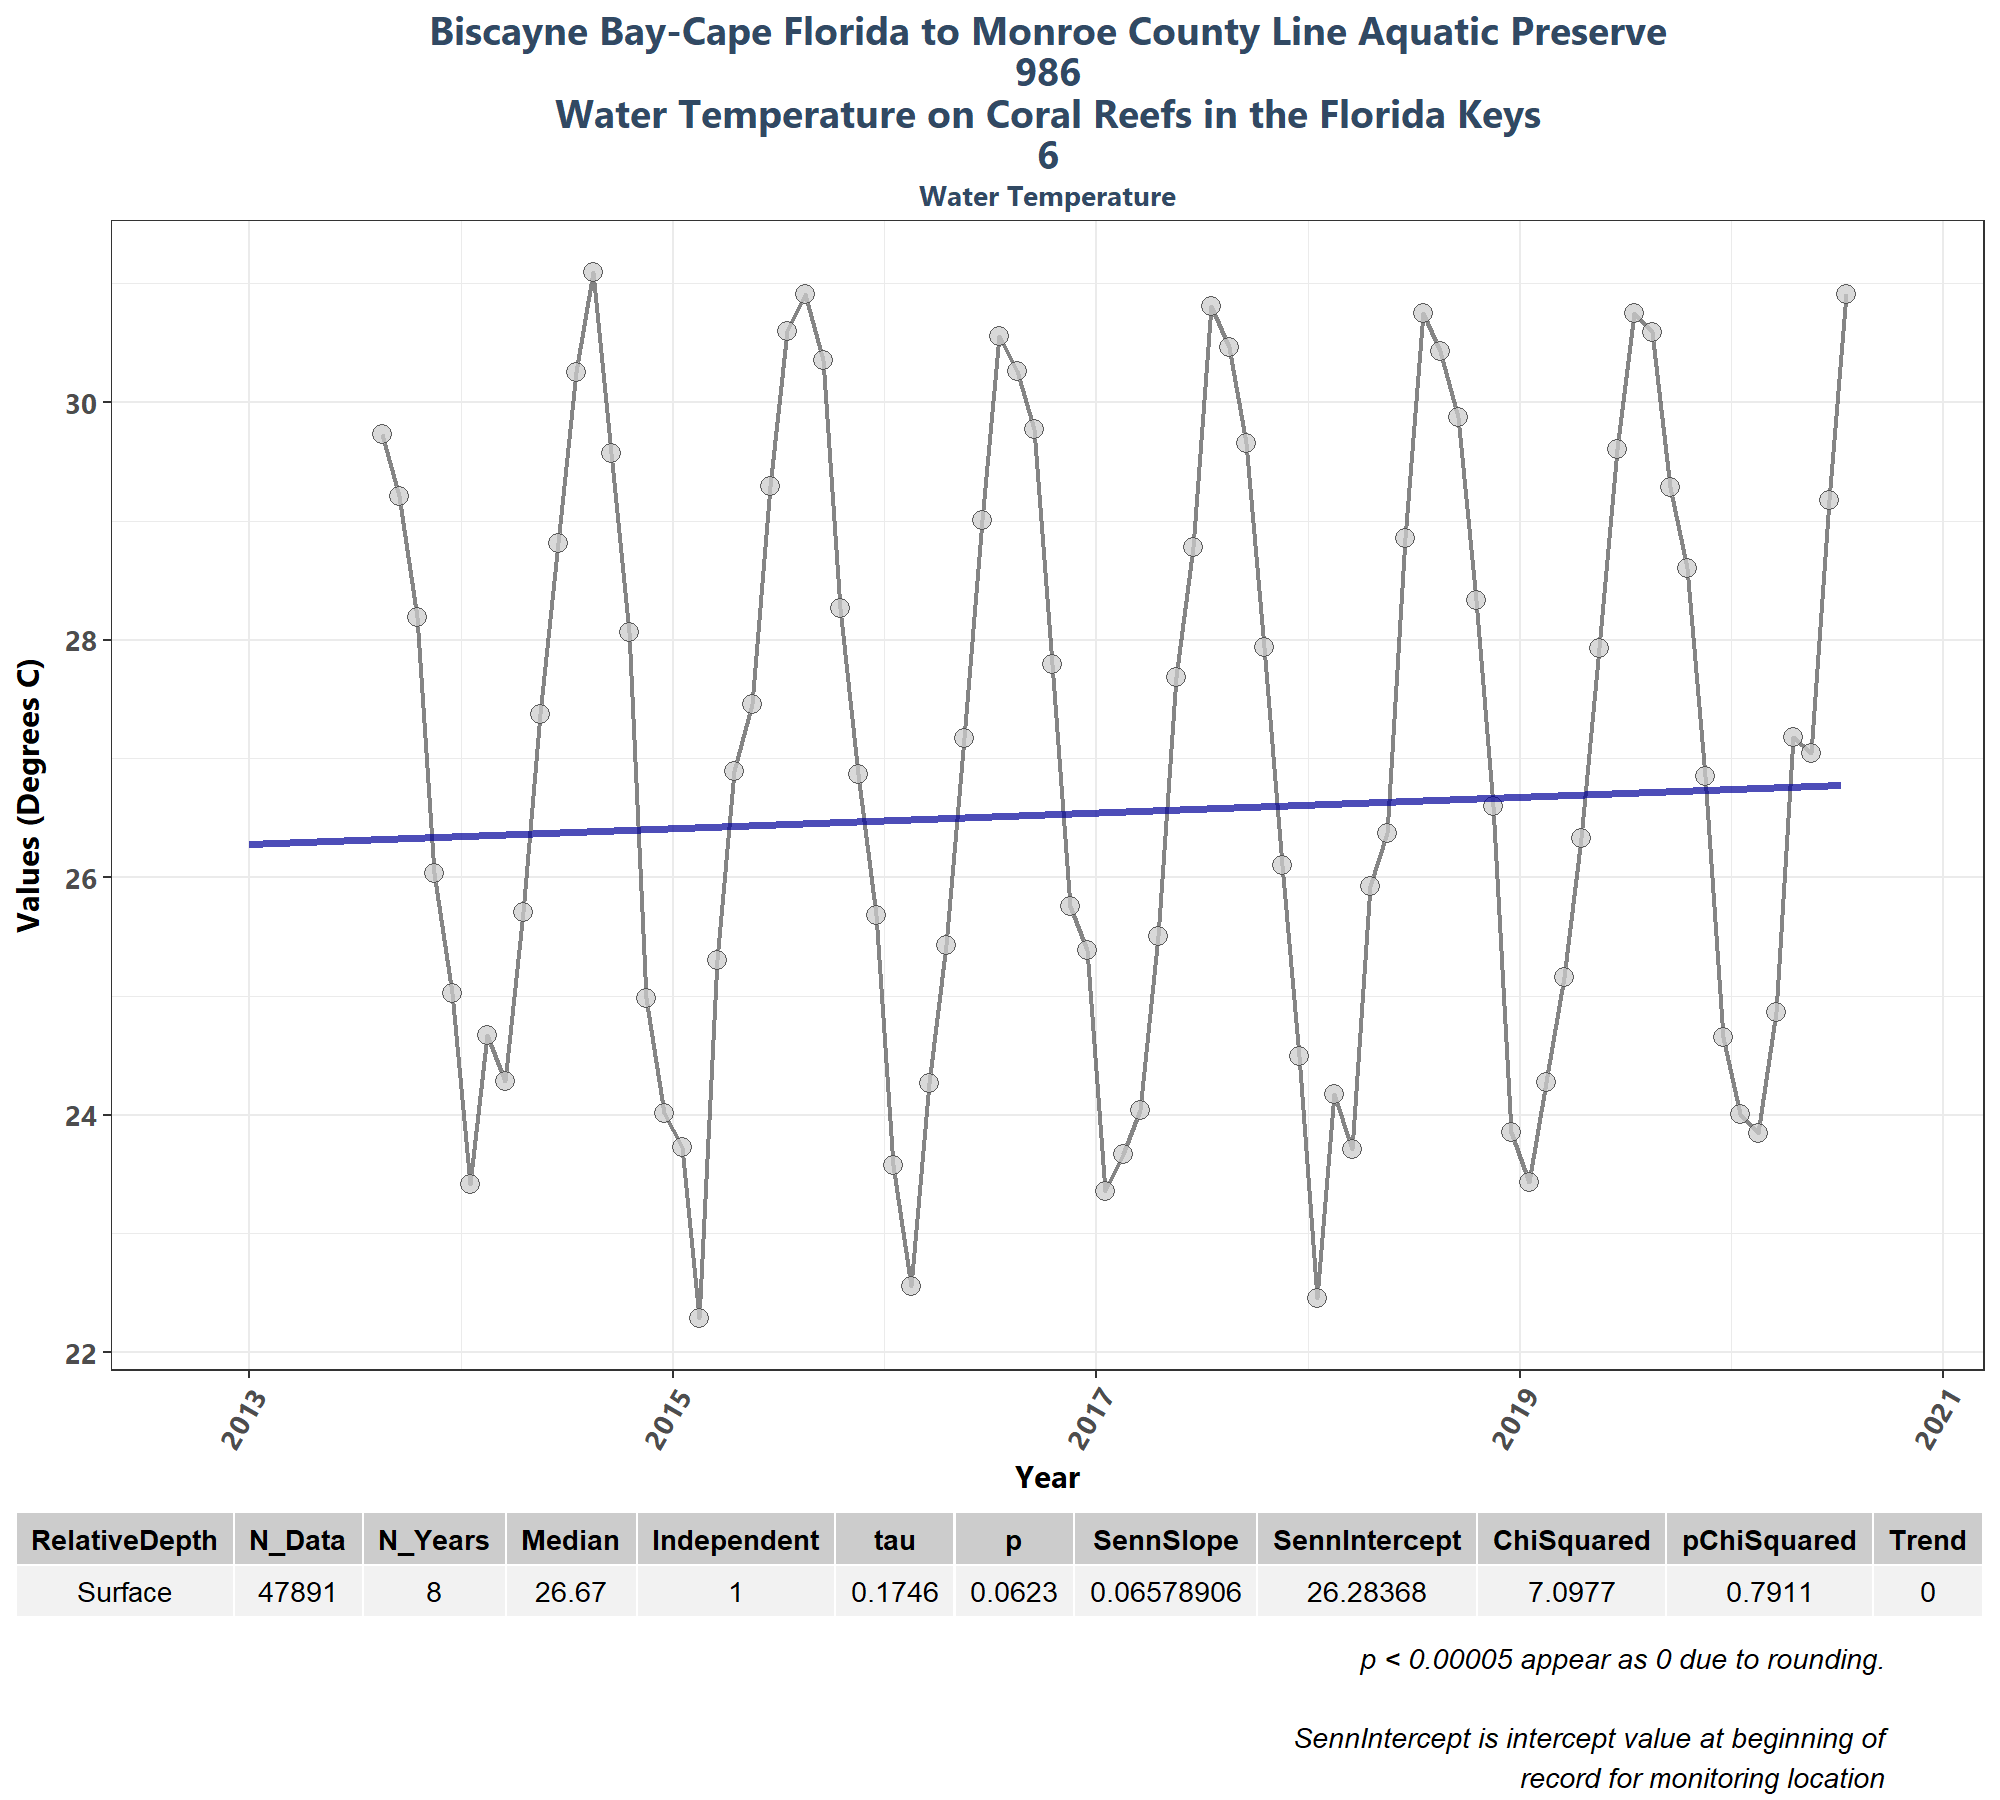 Biscayne Bay-Cape Florida to Monroe County Line Aquatic Preserve
986
Water Temperature on Coral Reefs in the Florida Keys
6
Water Temperature
Values (Degrees C)
30
28
26
24
22
2013
2015
2017
2019
2021
Year
RelativeDepth N_Data N_Years Median Independent tau p SennSlope SennIntercept ChiSquared pChiSquared Trend
Surface 47891 8 26.67 1 0.1746 0.0623 0.06578906 26.28368 7.0977 0.7911 0
p < 0.00005 appear as 0 due to rounding.
SennIntercept is intercept value at beginning of
record for monitoring location